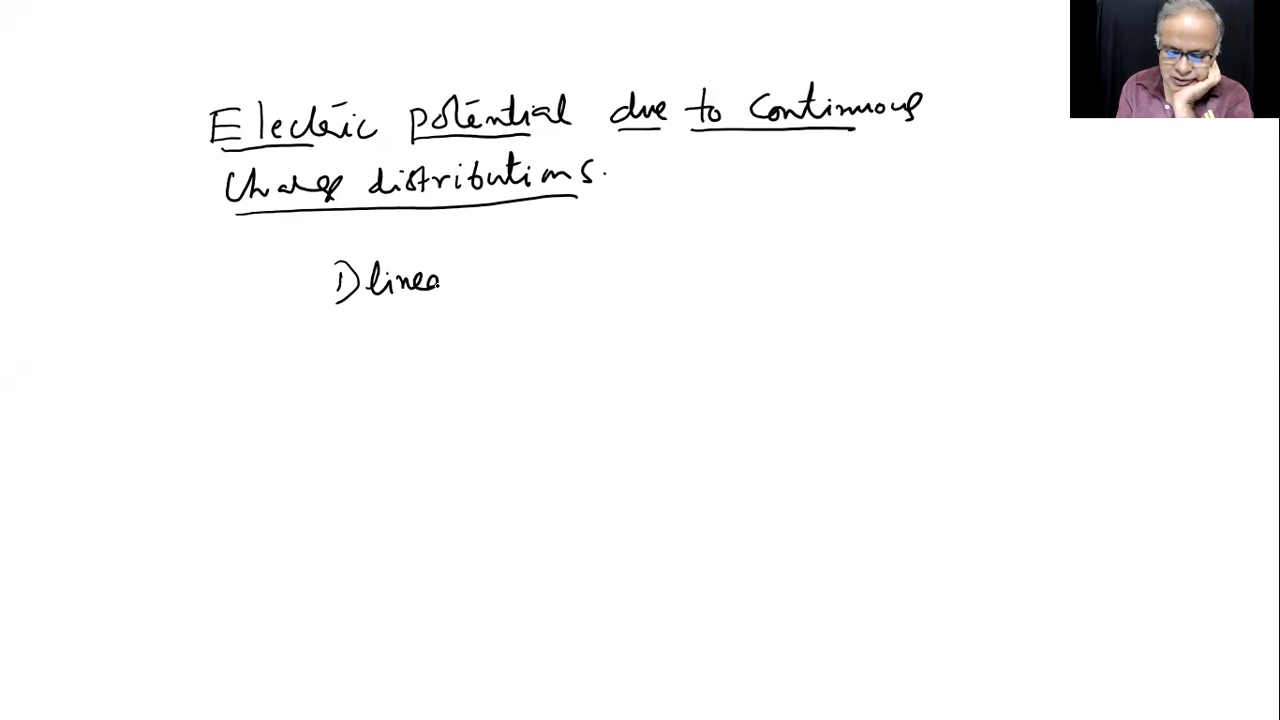 Electric potential due to continuous
charge distributions.
1) linea